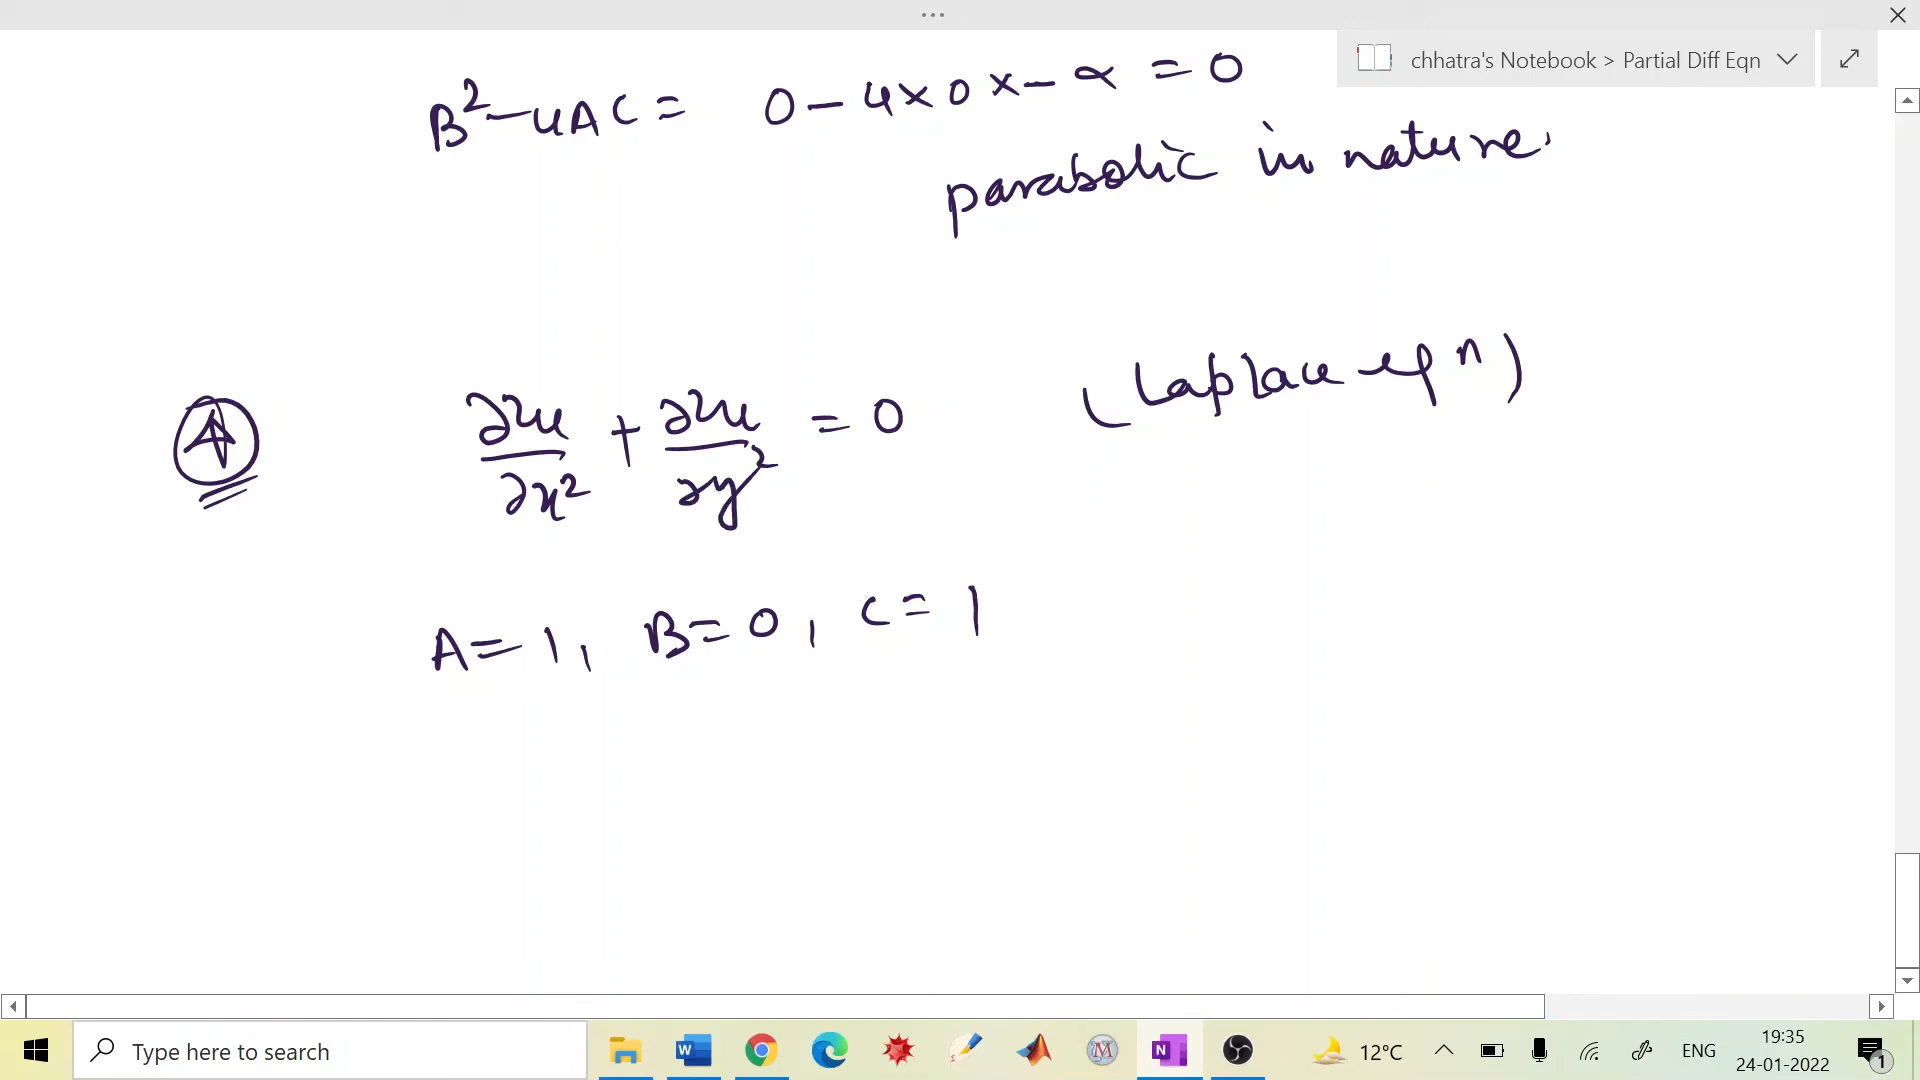 ...
chhatra's Notebook > Partial Diff Eqn
B²-4AC = 0 - 4 × 0 × - α = 0
parabolic in nature.
∂²u/∂x² + ∂²u/∂y² = 0 (Laplace eqⁿ)
A = 1, B = 0, C = 1
Type here to search
12°C
ENG
19:35
24-01-2022
1